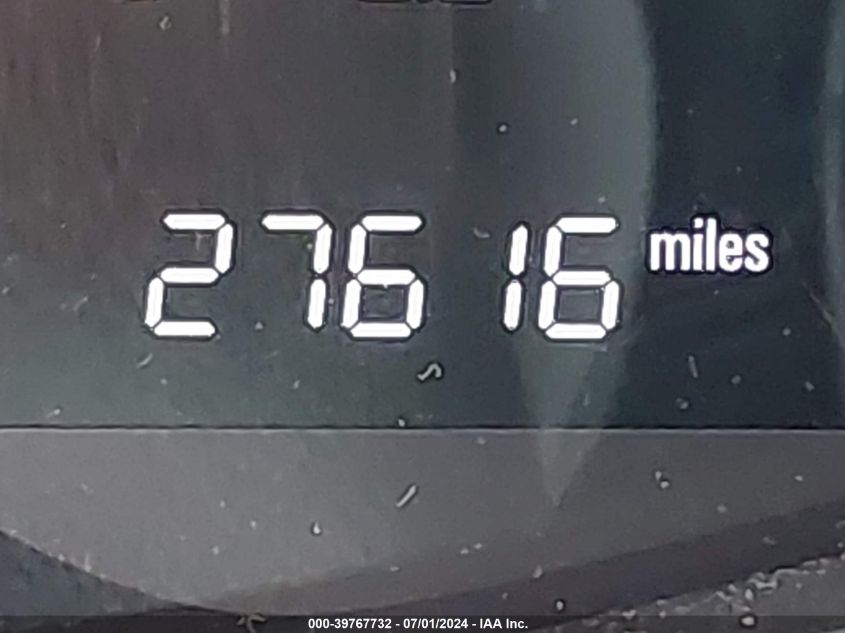 27616 miles
000-39767732 - 07/01/2024 - IAA Inc.